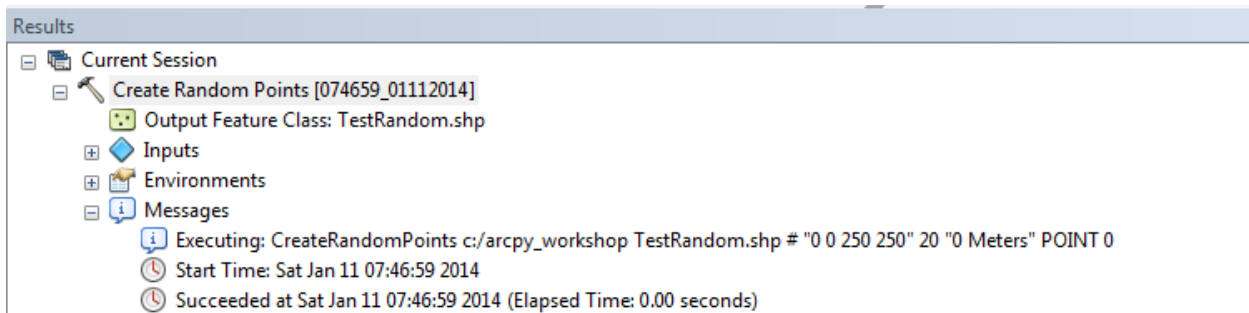 Results
Current Session
Create Random Points [074659_01112014]
Output Feature Class: TestRandom.shp
Inputs
Environments
Messages
Executing: CreateRandomPoints c:/arcpy_workshop TestRandom.shp # "0 0 250 250" 20 "0 Meters" POINT 0
Start Time: Sat Jan 11 07:46:59 2014
Succeeded at Sat Jan 11 07:46:59 2014 (Elapsed Time: 0.00 seconds)